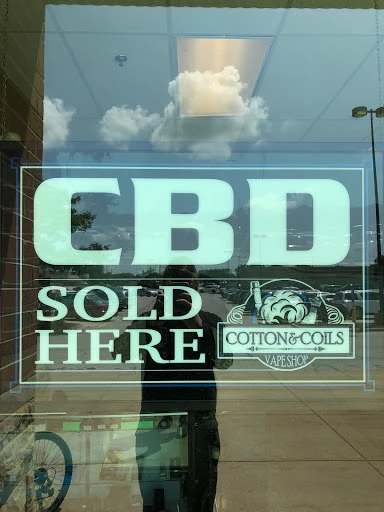 CBD
SOLD
HERE
COTTON&COILS
VAPE SHOP